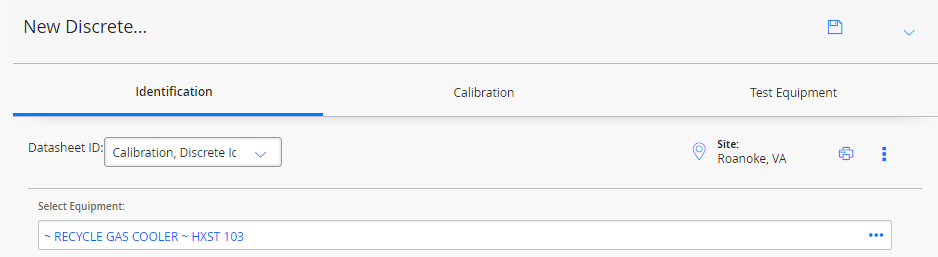 New Discrete...
Identification Calibration Test Equipment
Datasheet ID: Calibration, Discrete Ic
Site:
Roanoke, VA
Select Equipment:
~ RECYCLE GAS COOLER ~ HXST 103